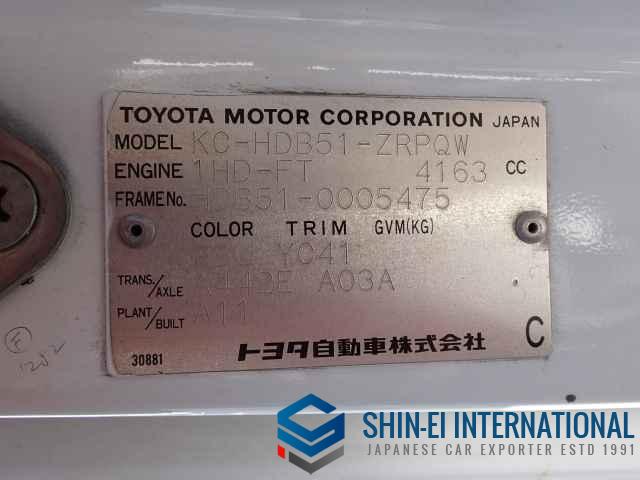 TOYOTA MOTOR CORPORATION JAPAN
MODEL KC-HDB51-ZRPQW
ENGINE 1HD-FT 4163 CC
FRAME No. HDB51-0005475
COLOR TRIM GVM(KG)
YC41
TRANS./AXLE A442E A03A
PLANT/BUILT A11
30881 トヨタ自動車株式会社 C
F
1252
SHIN-EI INTERNATIONAL
JAPANESE CAR EXPORTER ESTD 1991